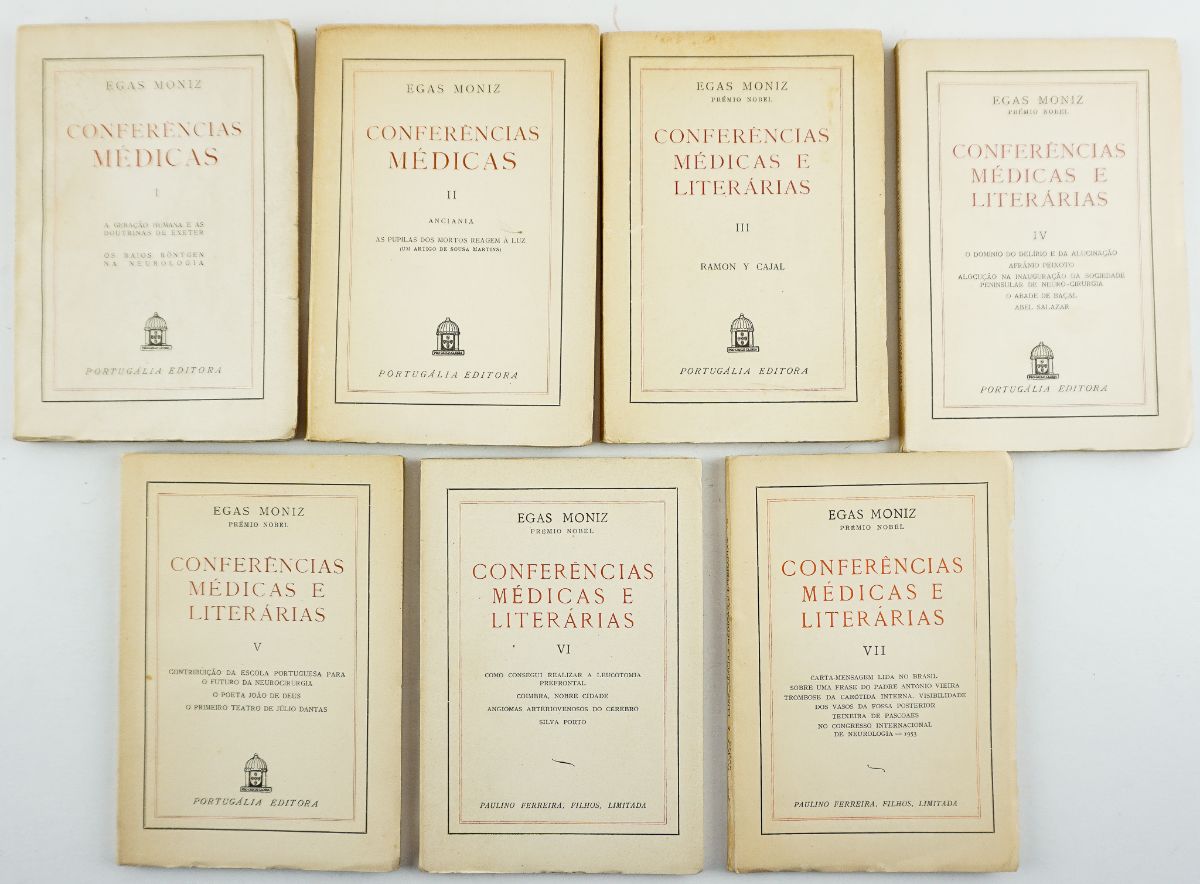 EGAS MONIZ
CONFERÊNCIAS
MÉDICAS
I
A GERAÇÃO HUMANA E AS
DOUTRINAS DE EXETER
OS RAIOS RÖNTGEN
NA NEUROLOGIA
PORTUGÁLIA EDITORA
EGAS MONIZ
CONFERÊNCIAS
MÉDICAS
II
ANCIANIA
AS PUPILAS DOS MORTOS REAGEM À LUZ
(UM ARTIGO DE SOUSA MARTINS)
PORTUGÁLIA EDITORA
EGAS MONIZ
PRÉMIO NOBEL
CONFERÊNCIAS
MÉDICAS E
LITERÁRIAS
III
RAMON Y CAJAL
PORTUGÁLIA EDITORA
EGAS MONIZ
PRÉMIO NOBEL
CONFERÊNCIAS
MÉDICAS E
LITERÁRIAS
IV
O DOMÍNIO DO DELÍRIO E DA ALUCINAÇÃO
AFRÂNIO PEIXOTO
ALOCUÇÃO NA INAUGURAÇÃO DA SOCIEDADE
PENINSULAR DE NEURO-CIRURGIA
O ABADE DE BAÇAL
ABEL SALAZAR
PORTUGÁLIA EDITORA
EGAS MONIZ
PRÉMIO NOBEL
CONFERÊNCIAS
MÉDICAS E
LITERÁRIAS
V
CONTRIBUIÇÃO DA ESCOLA PORTUGUESA PARA
O FUTURO DA NEUROCIRURGIA
O POETA JOÃO DE DEUS
O PRIMEIRO TEATRO DE JÚLIO DANTAS
PORTUGÁLIA EDITORA
EGAS MONIZ
PRÉMIO NOBEL
CONFERÊNCIAS
MÉDICAS E
LITERÁRIAS
VI
COMO CONSEGUI REALIZAR A LEUCOTOMIA
PREFRONTAL
COIMBRA, NOBRE CIDADE
ANGIOMAS ARTERIOVENOSOS DO CÉREBRO
SILVA PORTO
PAULINO FERREIRA, FILHOS, LIMITADA
EGAS MONIZ
PRÉMIO NOBEL
CONFERÊNCIAS
MÉDICAS E
LITERÁRIAS
VII
CARTA-MENSAGEM LIDA NO BRASIL
SOBRE UMA FRASE DO PADRE ANTÓNIO VIEIRA
TROMBOSE DA CARÓTIDA INTERNA. VISIBILIDADE
DOS VASOS DA FOSSA POSTERIOR
TEIXEIRA DE PASCOAES
NO CONGRESSO INTERNACIONAL
DE NEUROLOGIA — 1953
PAULINO FERREIRA, FILHOS, LIMITADA